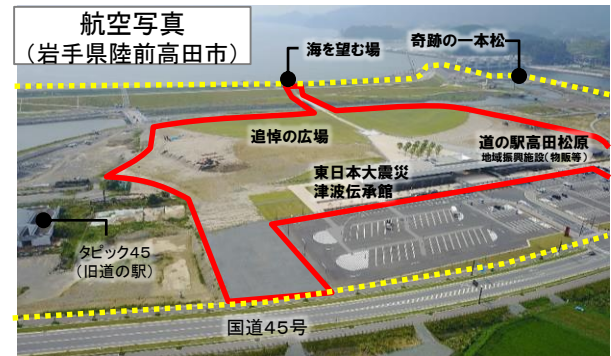 航空写真
（岩手県陸前高田市）
海を望む場
奇跡の一本松
追悼の広場
道の駅高田松原
地域振興施設（物販等）
東日本大震災
津波伝承館
タピック45
（旧道の駅）
国道45号